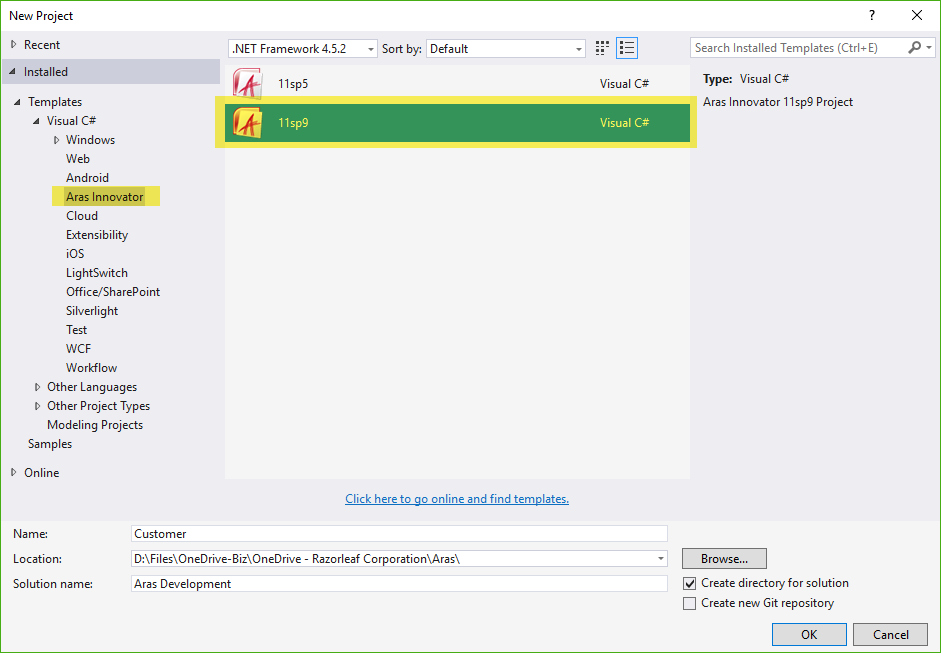 New Project
?
Recent
Installed
Templates
Visual C#
Windows
Web
Android
Aras Innovator
Cloud
Extensibility
iOS
LightSwitch
Office/SharePoint
Silverlight
Test
WCF
Workflow
Other Languages
Other Project Types
Modeling Projects
Samples
Online
.NET Framework 4.5.2 Sort by: Default
11sp5 Visual C#
11sp9 Visual C#
Click here to go online and find templates.
Search Installed Templates (Ctrl+E)
Type: Visual C#
Aras Innovator 11sp9 Project
Name: Customer
Location: D:\Files\OneDrive-Biz\OneDrive - Razorleaf Corporation\Aras\ Browse...
Solution name: Aras Development
Create directory for solution
Create new Git repository
OK Cancel